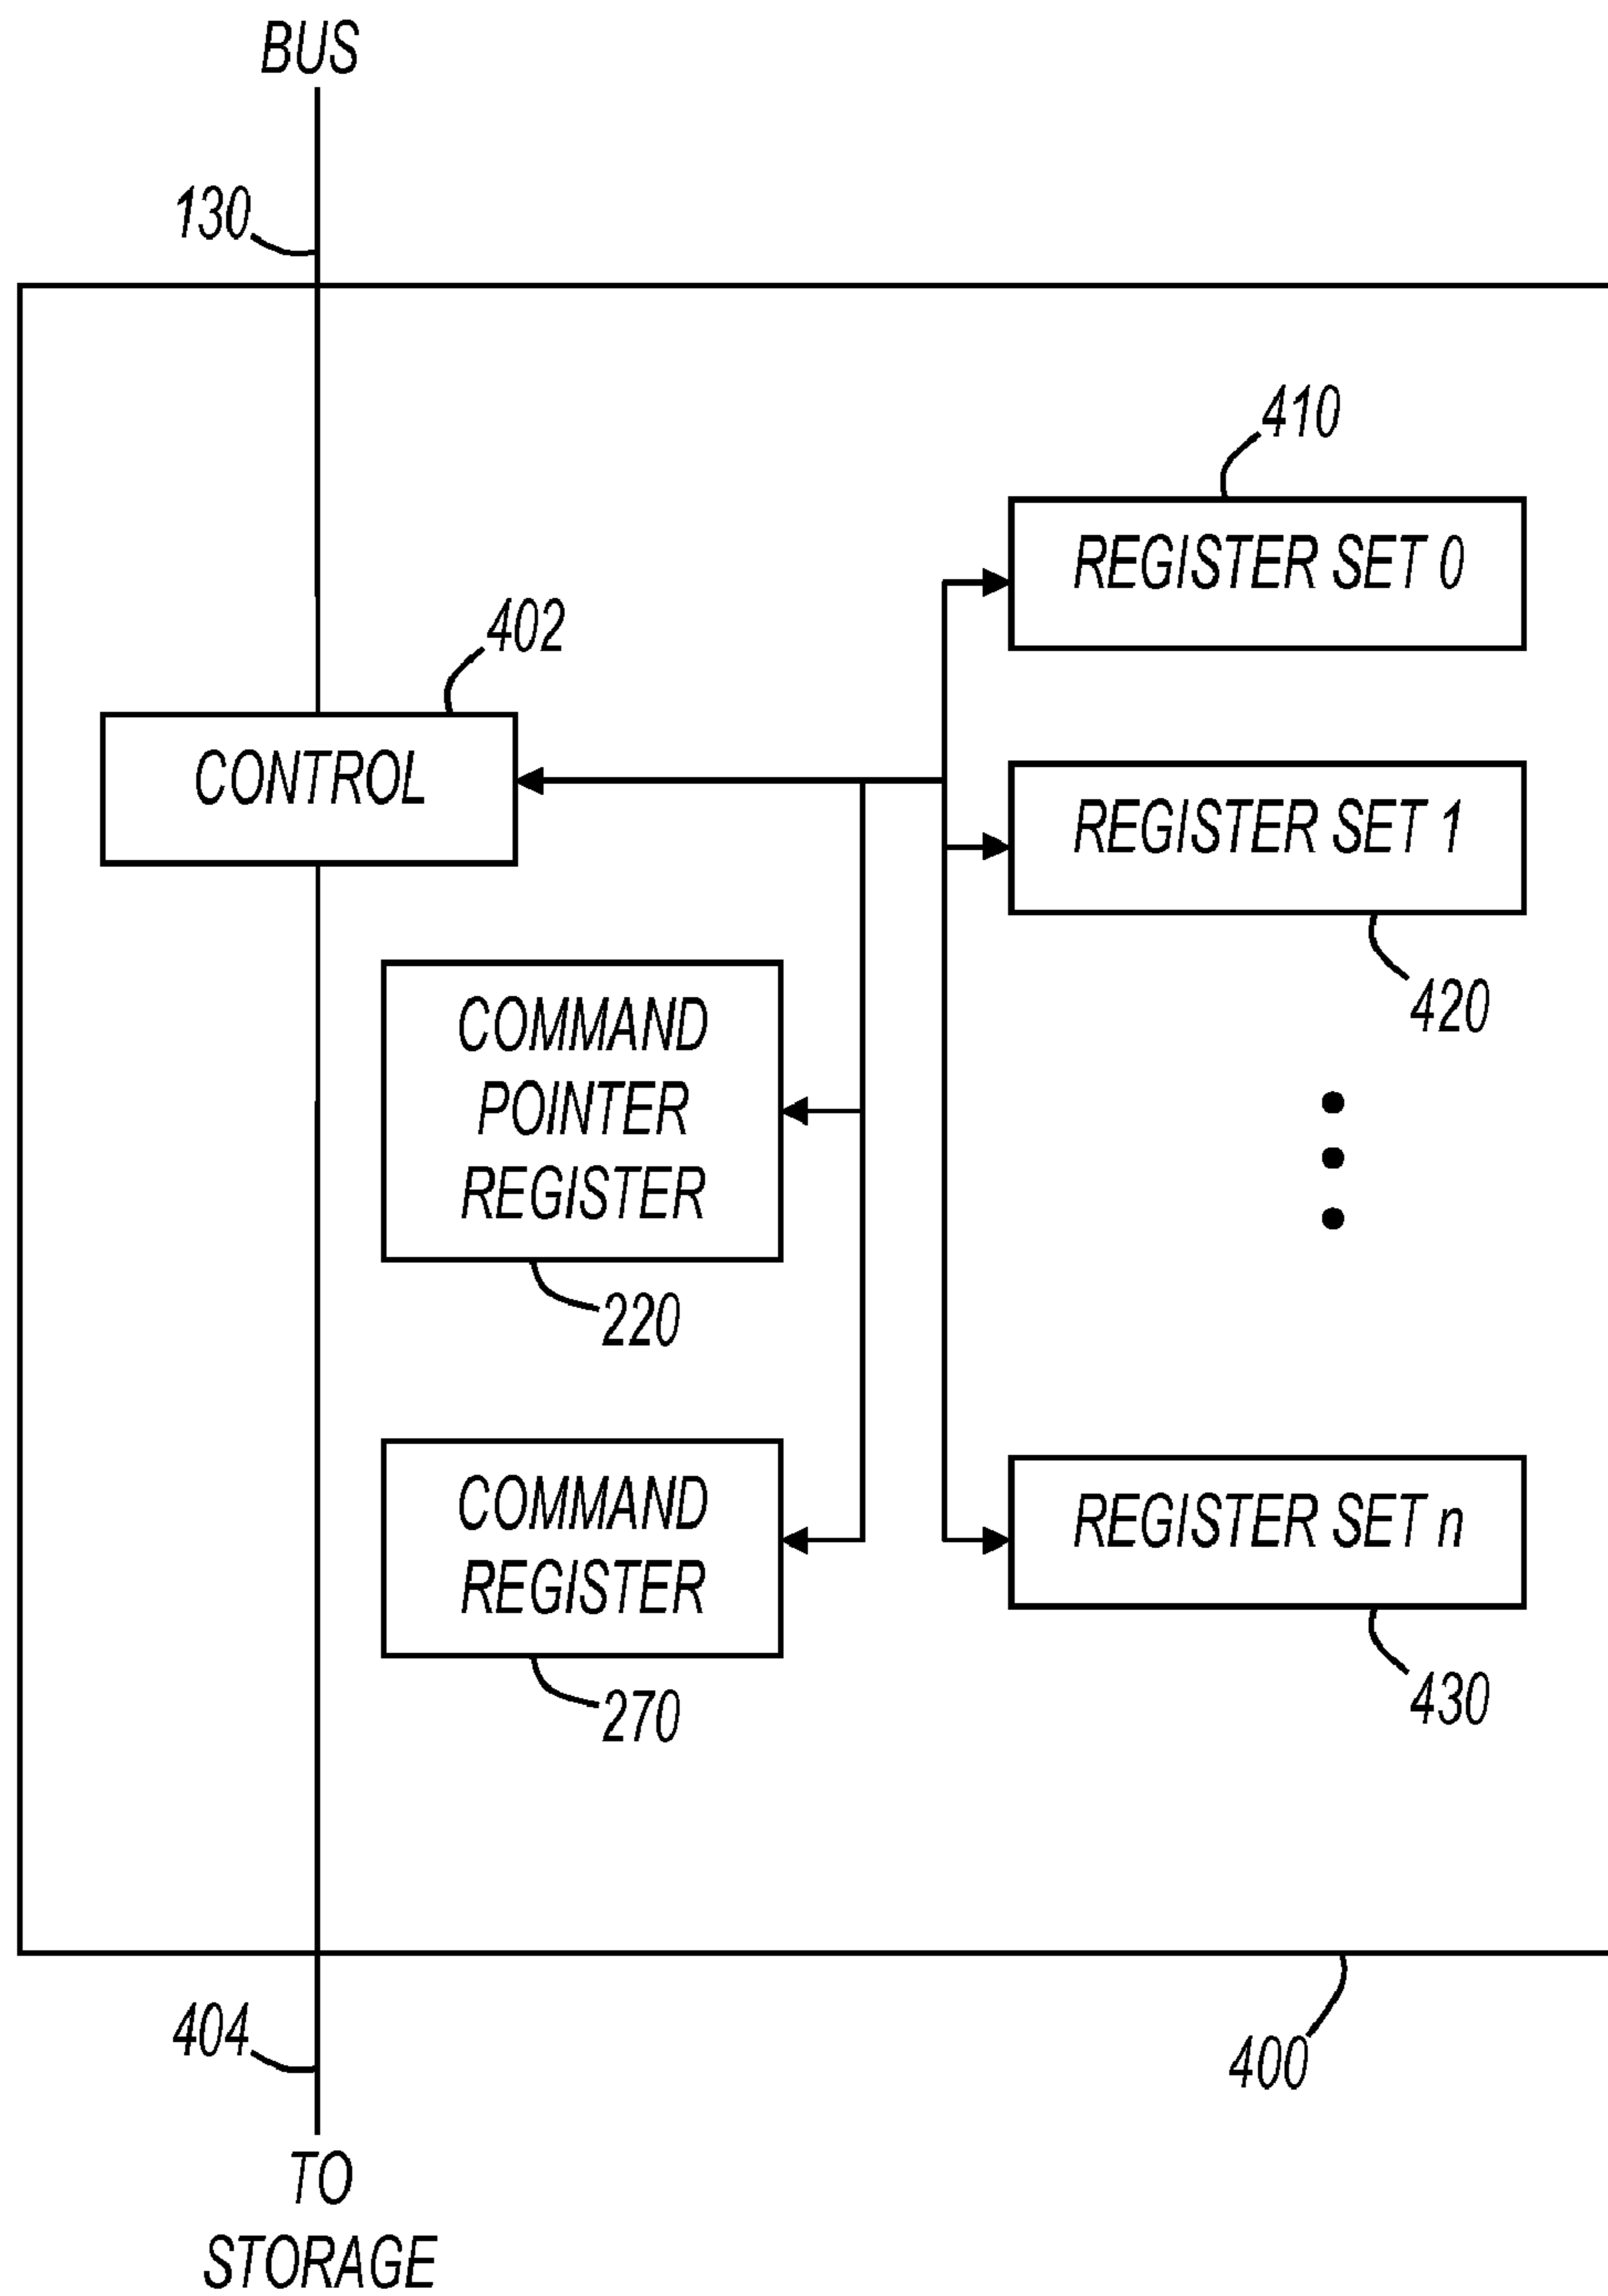 BUS
130
410
REGISTER SET 0
402
CONTROL
REGISTER SET 1
420
COMMAND
POINTER
REGISTER
220
COMMAND
REGISTER
270
REGISTER SET n
430
404
400
TO
STORAGE